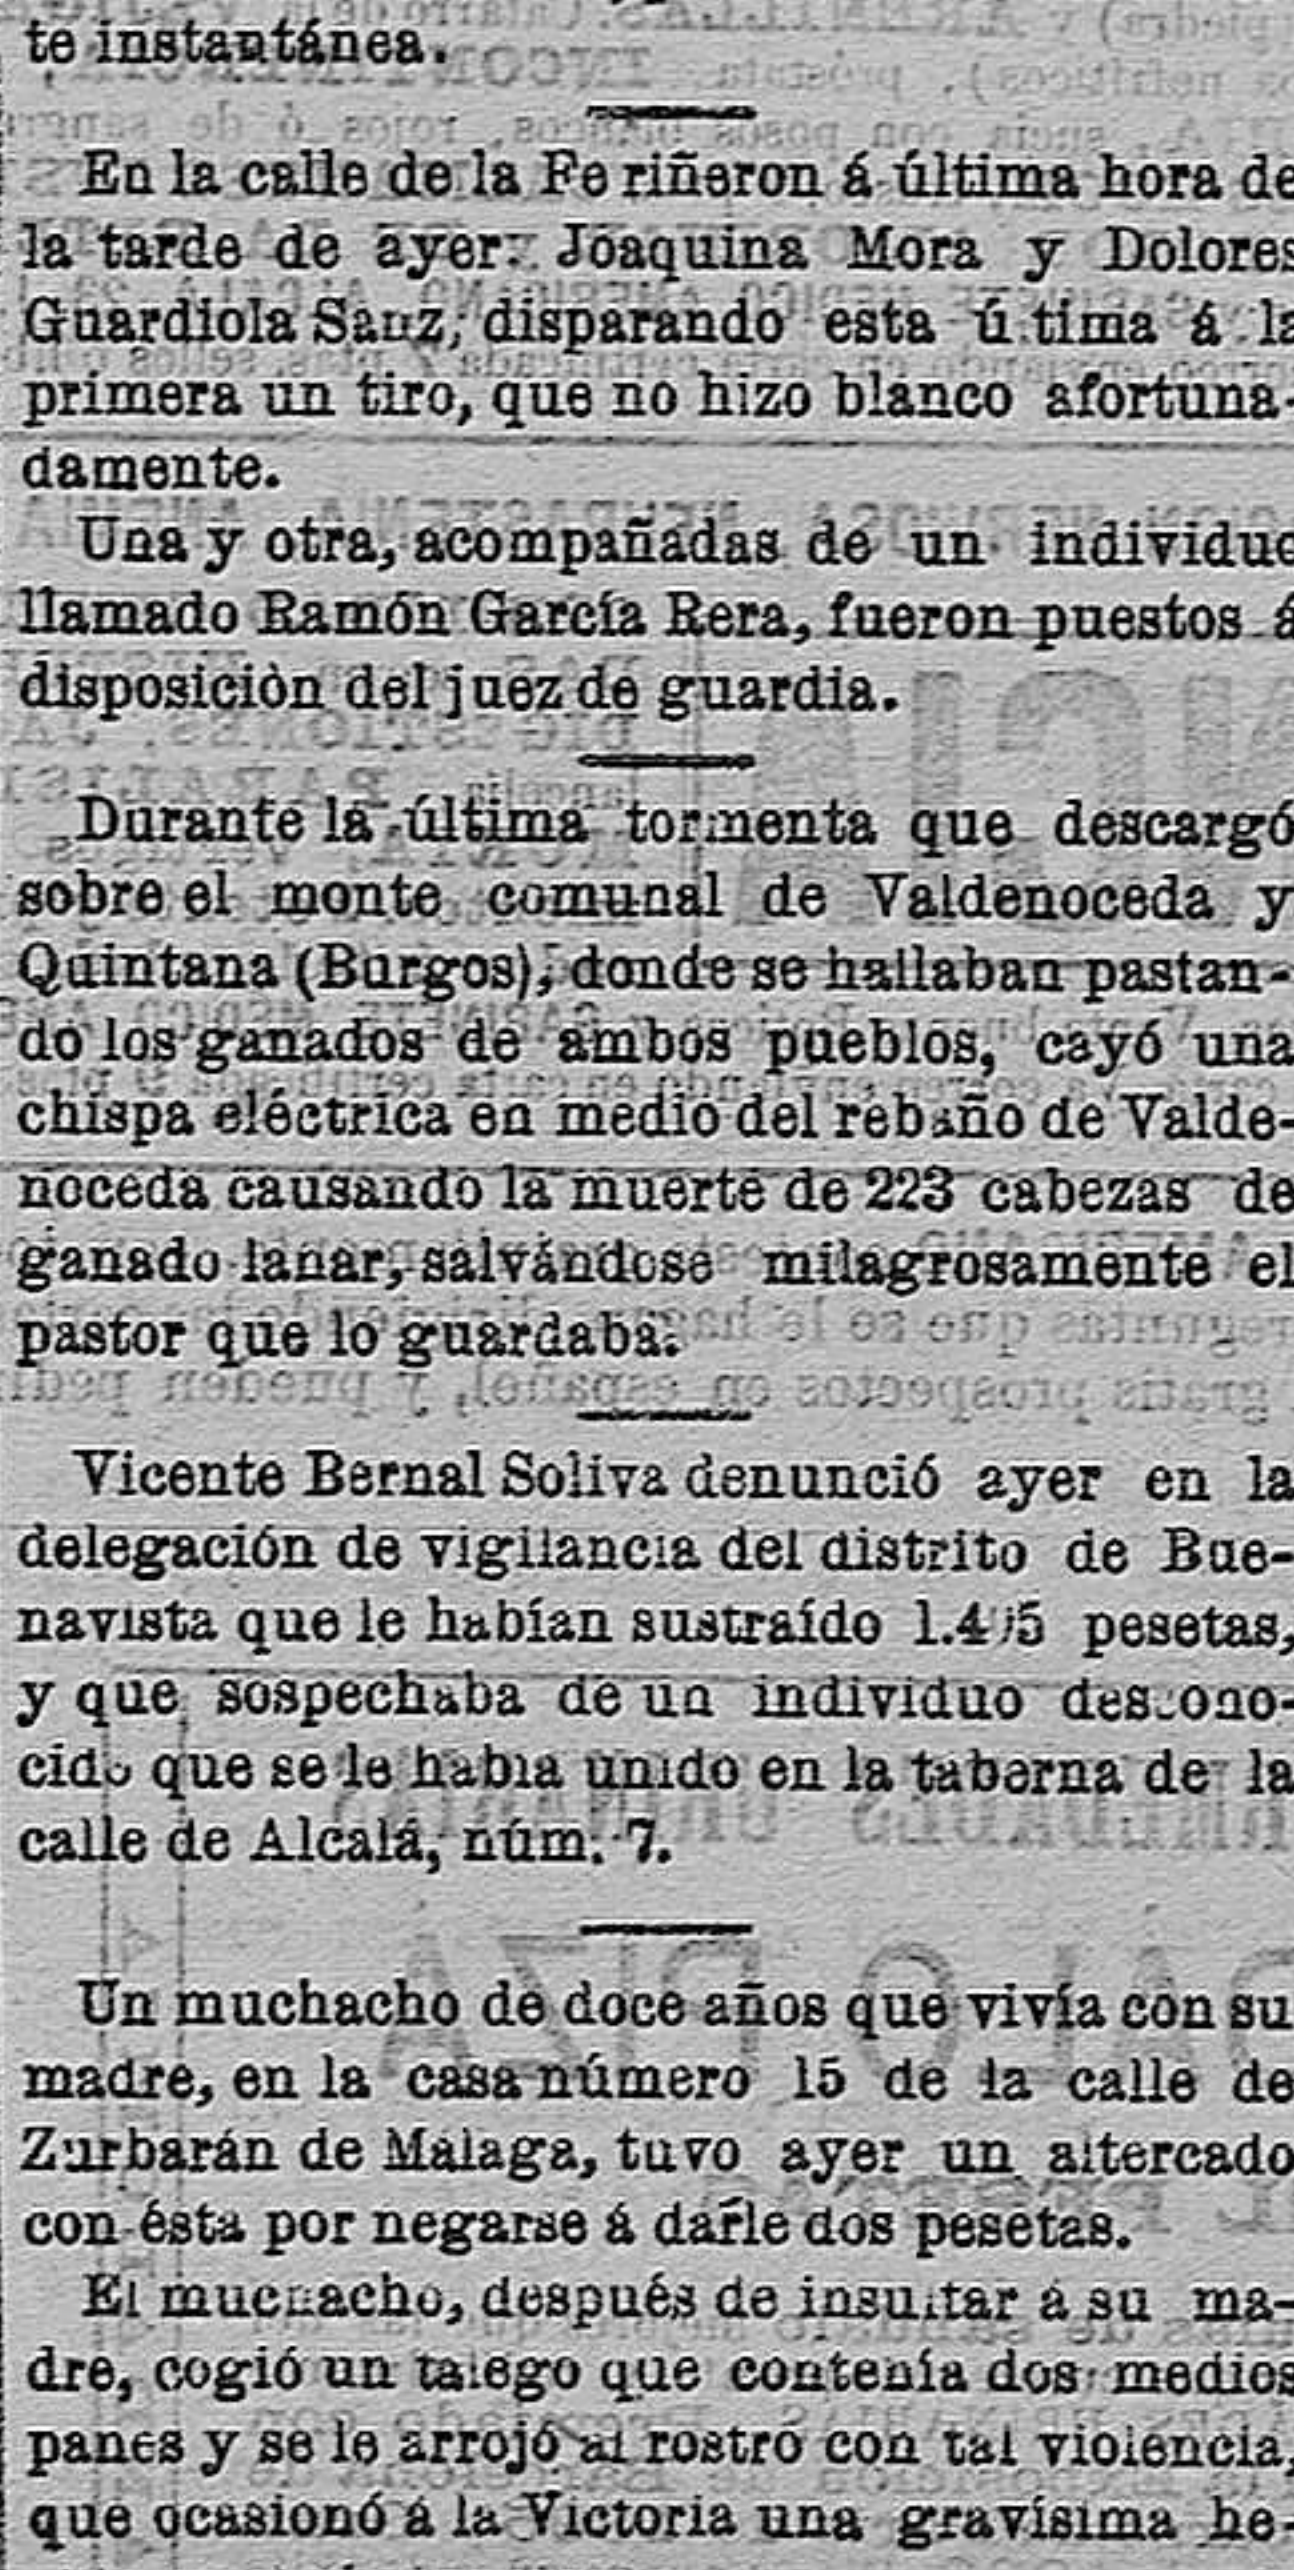 te instantánea.
En la calle de la Fe riñeron á última hora de
la tarde de ayer: Joaquina Mora y Dolores
Guardiola Sanz, disparando esta ú tima á la
primera un tiro, que no hizo blanco afortuna-
damente.
Una y otra, acompañadas de un individuo
llamado Ramón García Rera, fueron puestos á
disposiciòn del juez de guardia.
Durante la última tormenta que descargó
sobre el monte comunal de Valdenoceda y
Quintana (Burgos), donde se hallaban pastan-
do los ganados de ambos pueblos, cayó una
chispa eléctrica en medio del rebaño de Valde-
noceda causando la muerte de 223 cabezas de
ganado lanar, salvándose milagrosamente el
pastor que lo guardaba.
Vicente Bernal Soliva denunció ayer en la
delegación de vigilancia del distrito de Bue-
navista que le habían sustraído pesetas,
y que sospechaba de un individuo descono-
cido que se le había unido en la taberna de la
calle de Alcalá, núm. 7.
Un muchacho de doce años que vivía con su
madre, en la casa número 15 de la calle de
Zurbarán de Málaga, tuvo ayer un altercado
con ésta por negarse á darle dos pesetas.
El muchacho, después de insultar á su ma-
dre, cogió un talego que contenía dos medios
panes y se le arrojó al rostro con tal violencia,
que ocasionó á la Victoria una gravísima he-